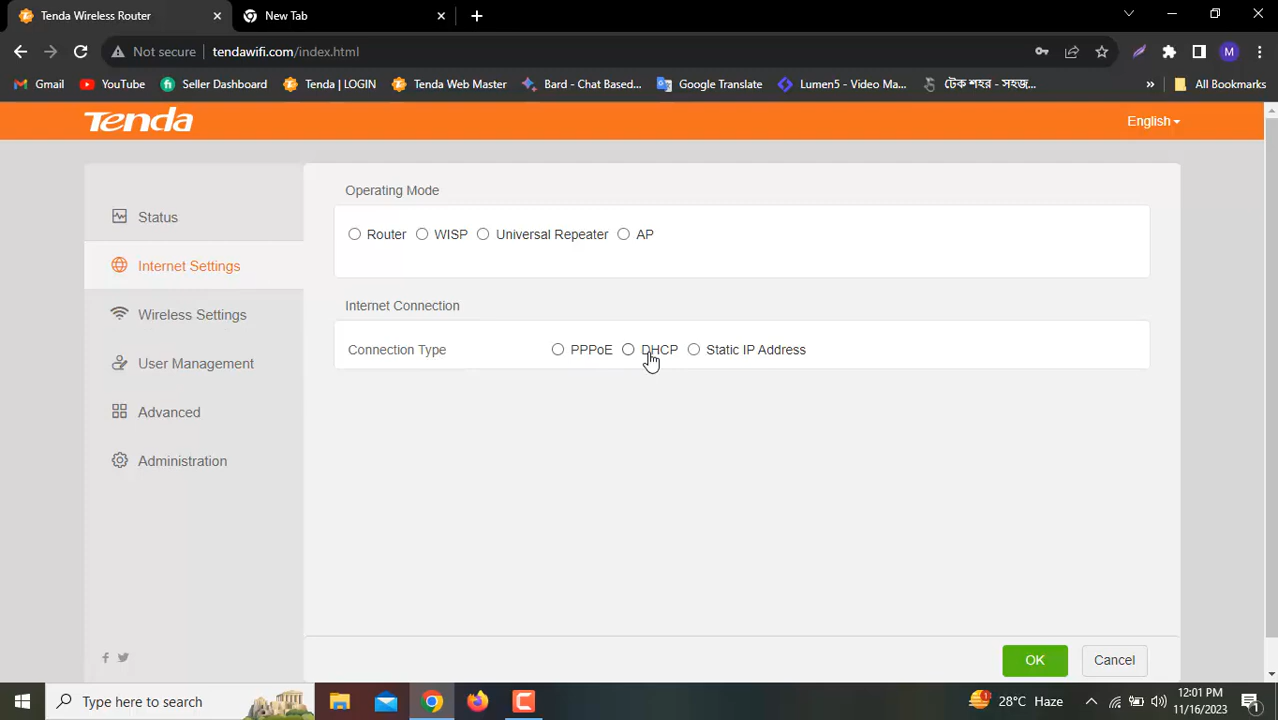 Tenda Wireless Router
New Tab
Not secure tendawifi.com/index.html
M
Gmail YouTube Seller Dashboard Tenda | LOGIN Tenda Web Master Bard - Chat Based... Google Translate Lumen5 - Video Ma... টেক শহর - সহজ... » All Bookmarks
Tenda English
Operating Mode
Status
Router WISP Universal Repeater AP
Internet Settings
Internet Connection
Wireless Settings
Connection Type PPPoE DHCP Static IP Address
User Management
Advanced
Administration
OK Cancel
Type here to search
1 28°C Haze
12:01 PM
11/16/2023
1